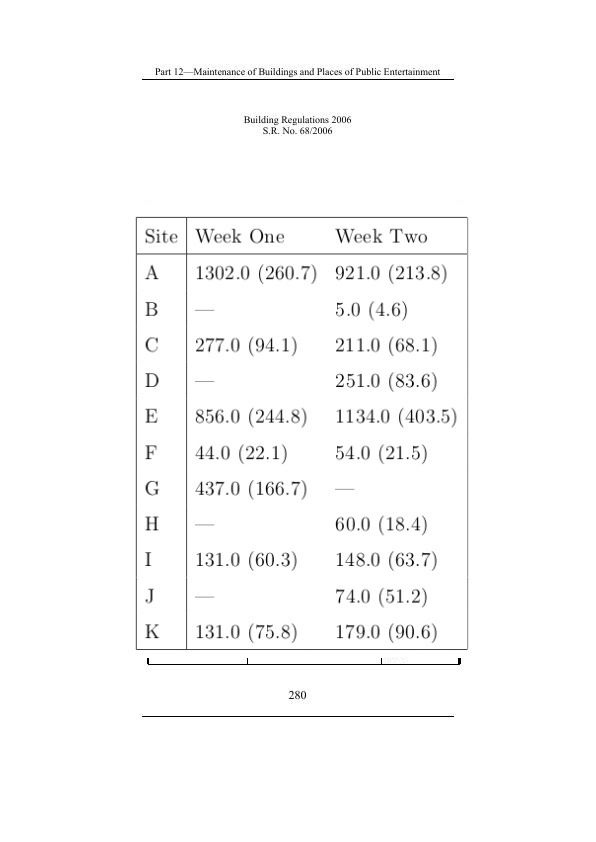 Part 12—Maintenance of Buildings and Places of Public Entertainment
Building Regulations 2006
S.R. No. 68/2006
Site Week One Week Two
A 1302.0 (260.7) 921.0 (213.8)
B — 5.0 (4.6)
C 277.0 (94.1) 211.0 (68.1)
D — 251.0 (83.6)
E 856.0 (244.8) 1134.0 (403.5)
F 44.0 (22.1) 54.0 (21.5)
G 437.0 (166.7) —
H — 60.0 (18.4)
I 131.0 (60.3) 148.0 (63.7)
J — 74.0 (51.2)
K 131.0 (75.8) 179.0 (90.6)
280